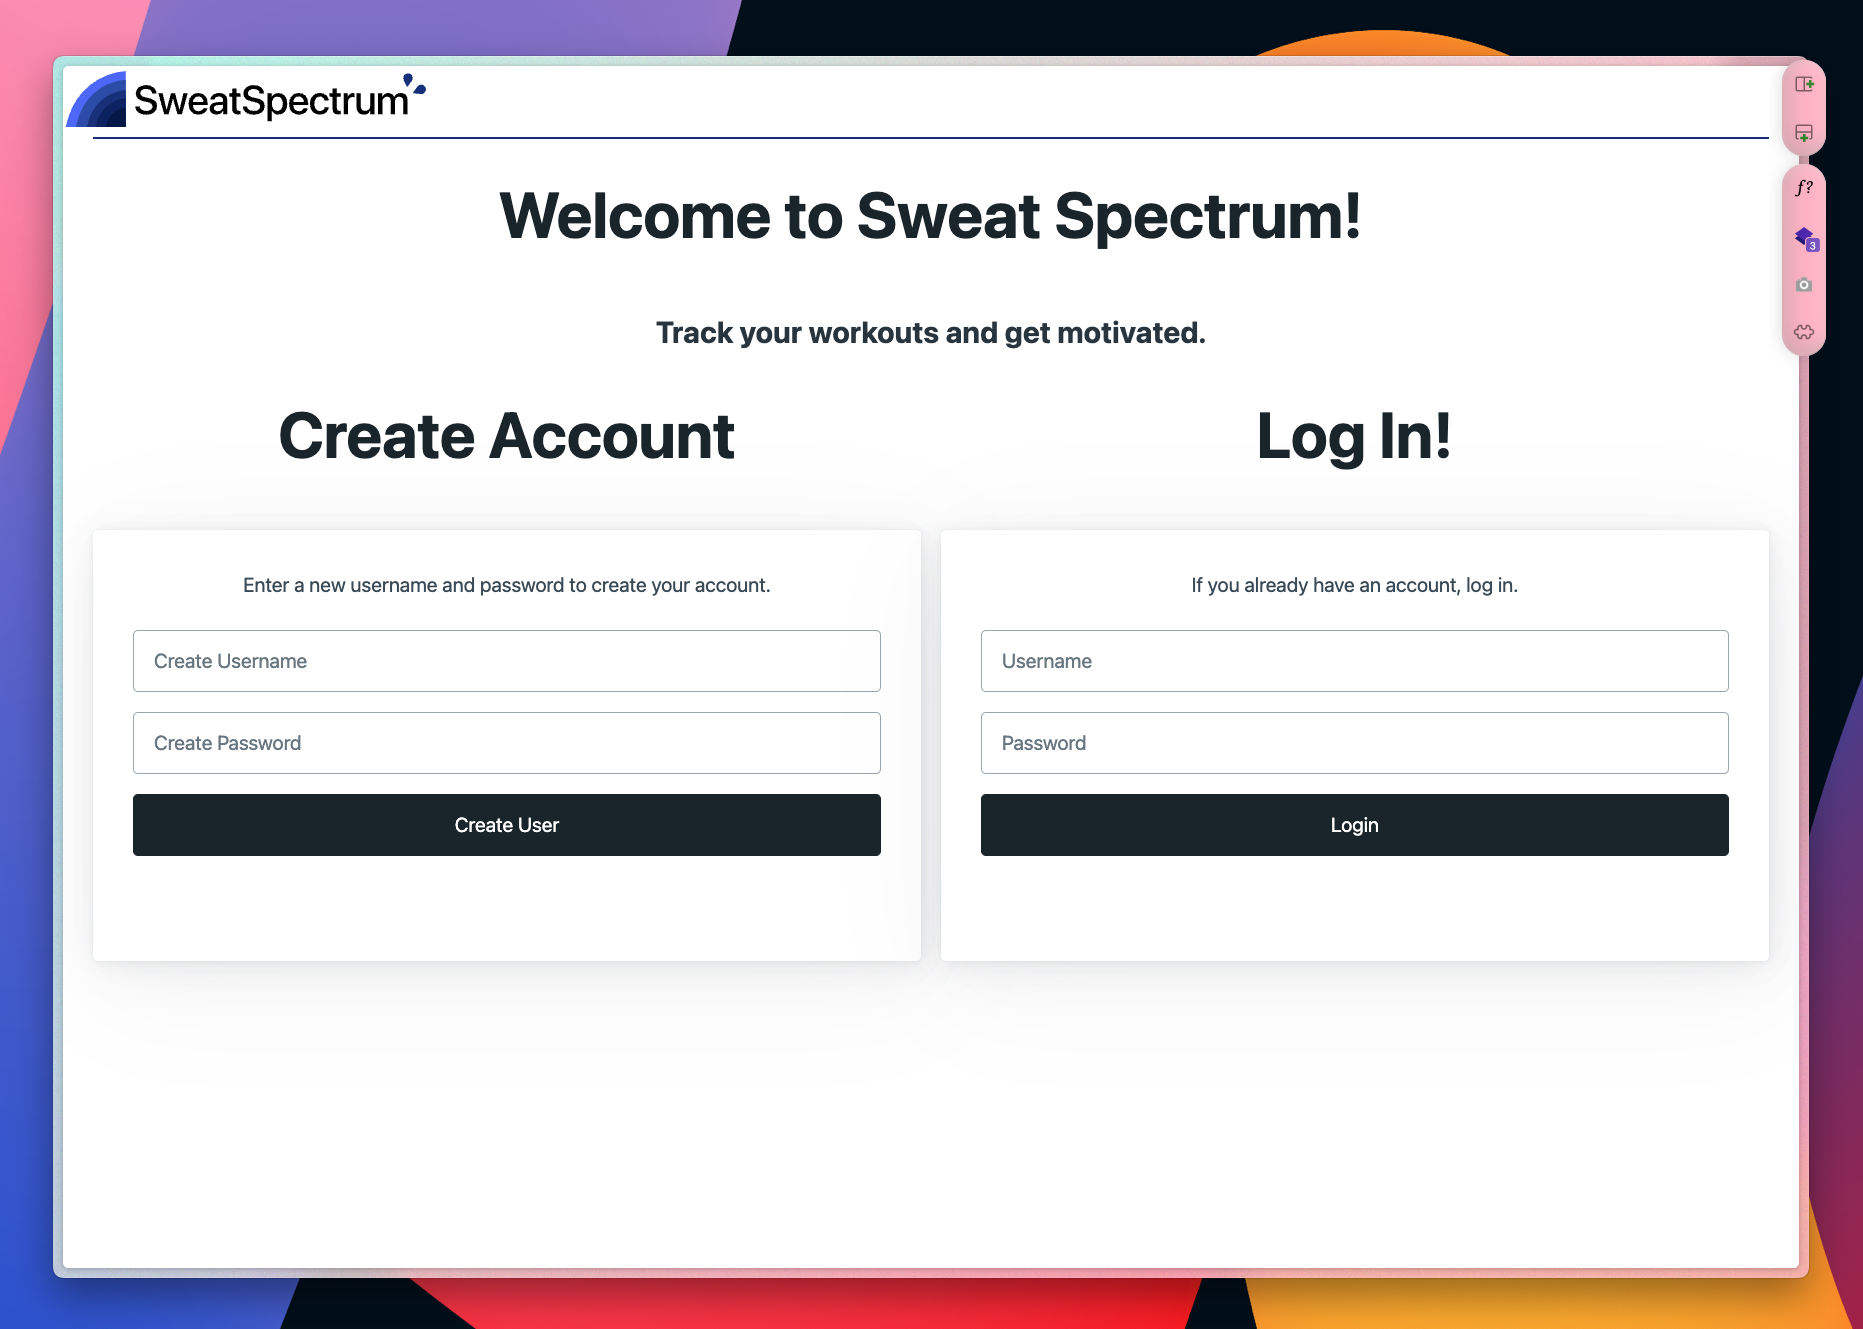 SweatSpectrum
Welcome to Sweat Spectrum!
Track your workouts and get motivated.
Create Account
Enter a new username and password to create your account.
Create Username
Create Password
Create User
Log In!
If you already have an account, log in.
Username
Password
Login
f?
3